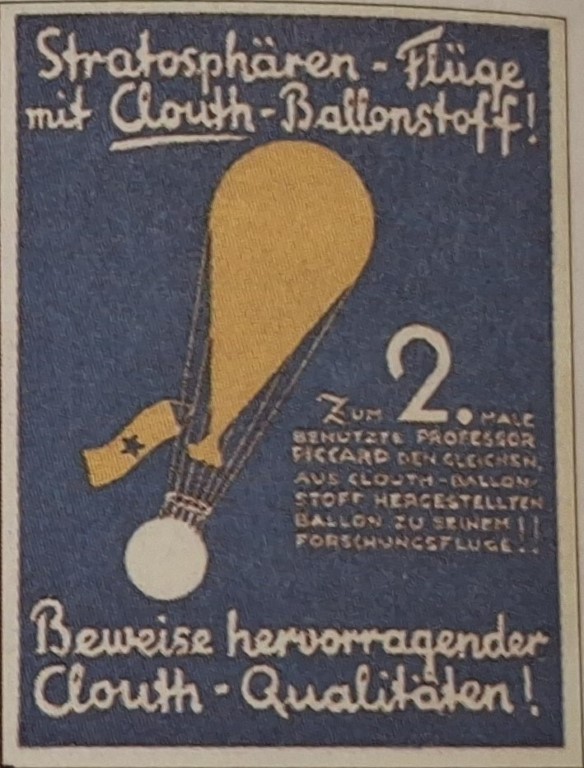 Stratosphären - Flüge
mit Clouth - Ballonstoff!
ZUM 2. MALE
BENUTZTE PROFESSOR
PICCARD DEN GLEICHEN,
AUS CLOUTH - BALLON-
STOFF HERGESTELLTEN
BALLON ZU SEINEM
FORSCHUNGSFLUGE!!
Beweise hervorragender
Clouth - Qualitäten!